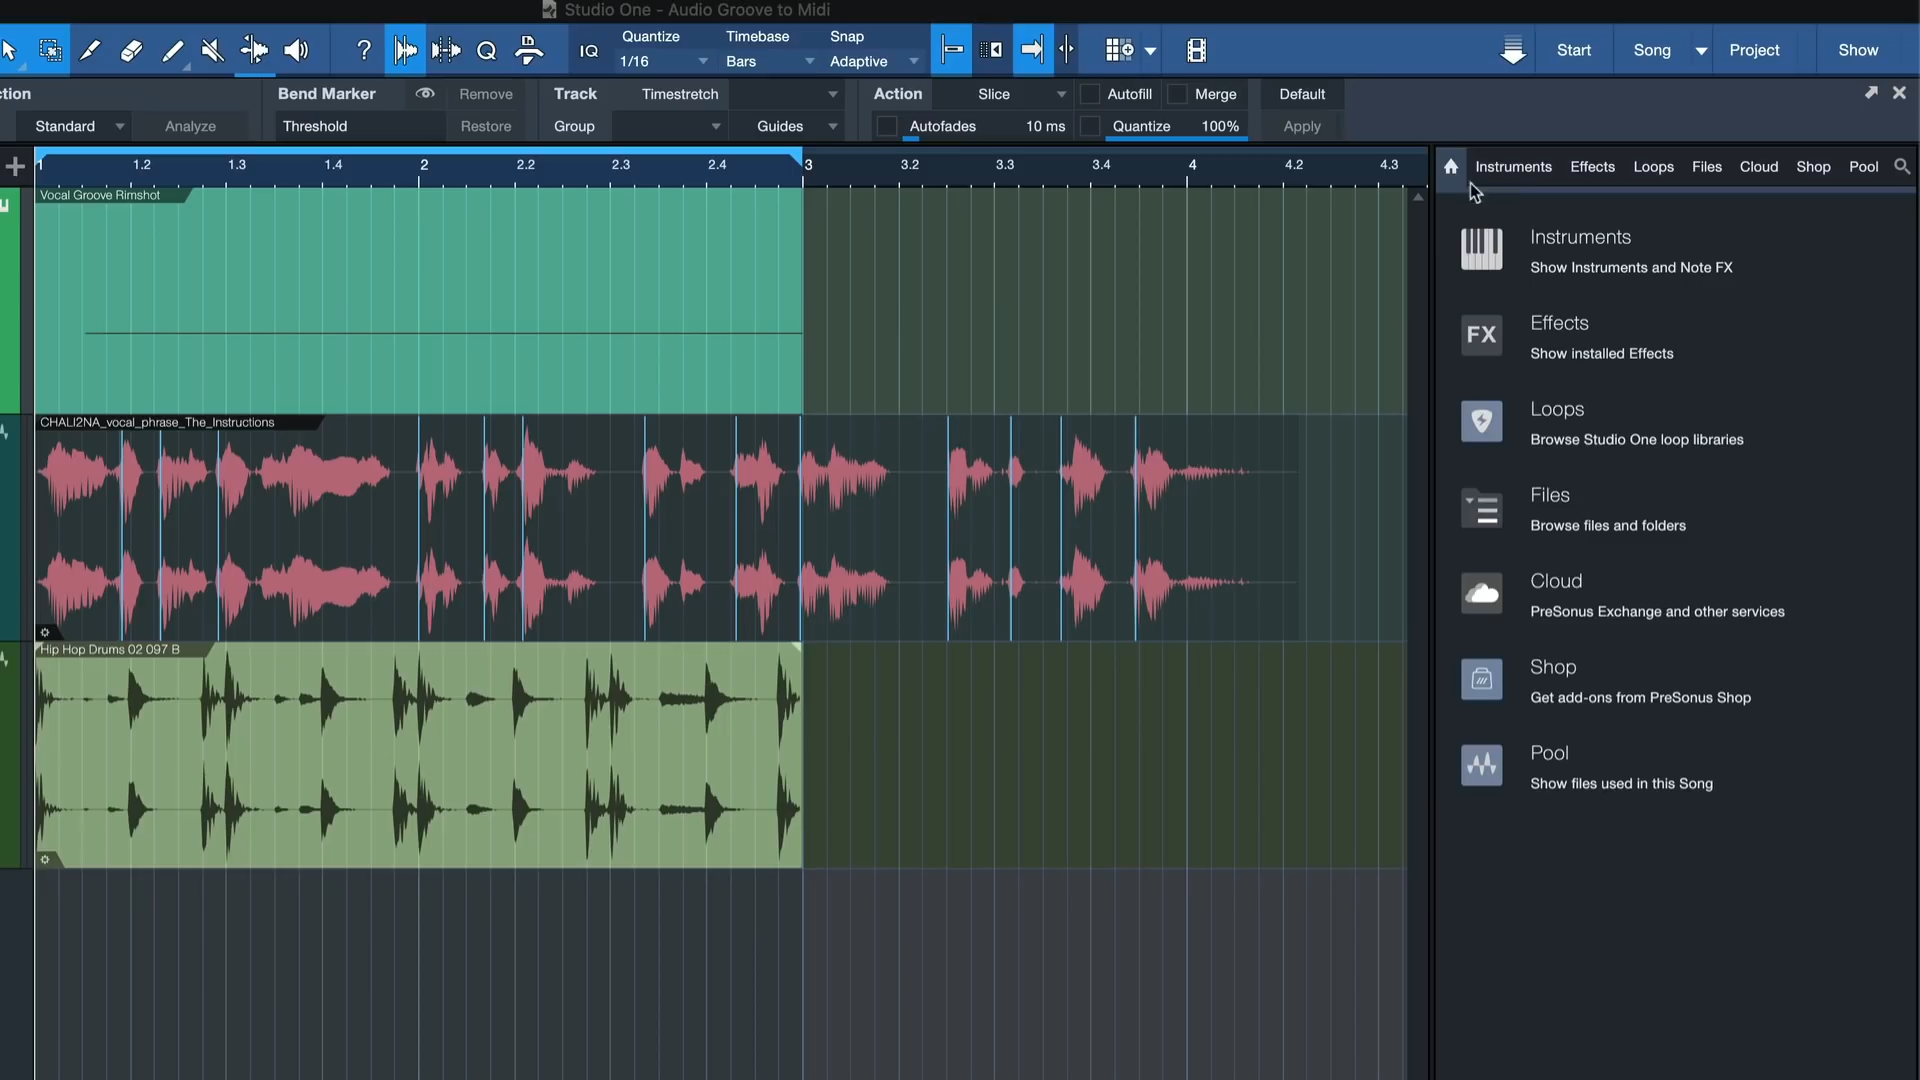 Studio One - Audio Groove to Midi
Quantize
Timebase
Snap
?
Q
IQ
1/16
Bars
Adaptive
Start
Song
Project
Show
Bend Marker
Remove
Track
Timestretch
Action
Slice
Autofill
Merge
Default
Standard
Analyze
Threshold
Restore
Group
Guides
Autofades
10 ms
Quantize
100%
Apply
1
1.2
1.3
1.4
2
2.2
2.3
2.4
3
3.2
3.3
3.4
4
4.2
4.3
Instruments
Effects
Loops
Files
Cloud
Shop
Pool
Vocal Groove Rimshot
CHALI2NA_vocal_phrase_The_Instructions
Hip Hop Drums 02 097 B
Instruments
Show Instruments and Note FX
FX
Effects
Show installed Effects
Loops
Browse Studio One loop libraries
Files
Browse files and folders
Cloud
PreSonus Exchange and other services
Shop
Get add-ons from PreSonus Shop
Pool
Show files used in this Song